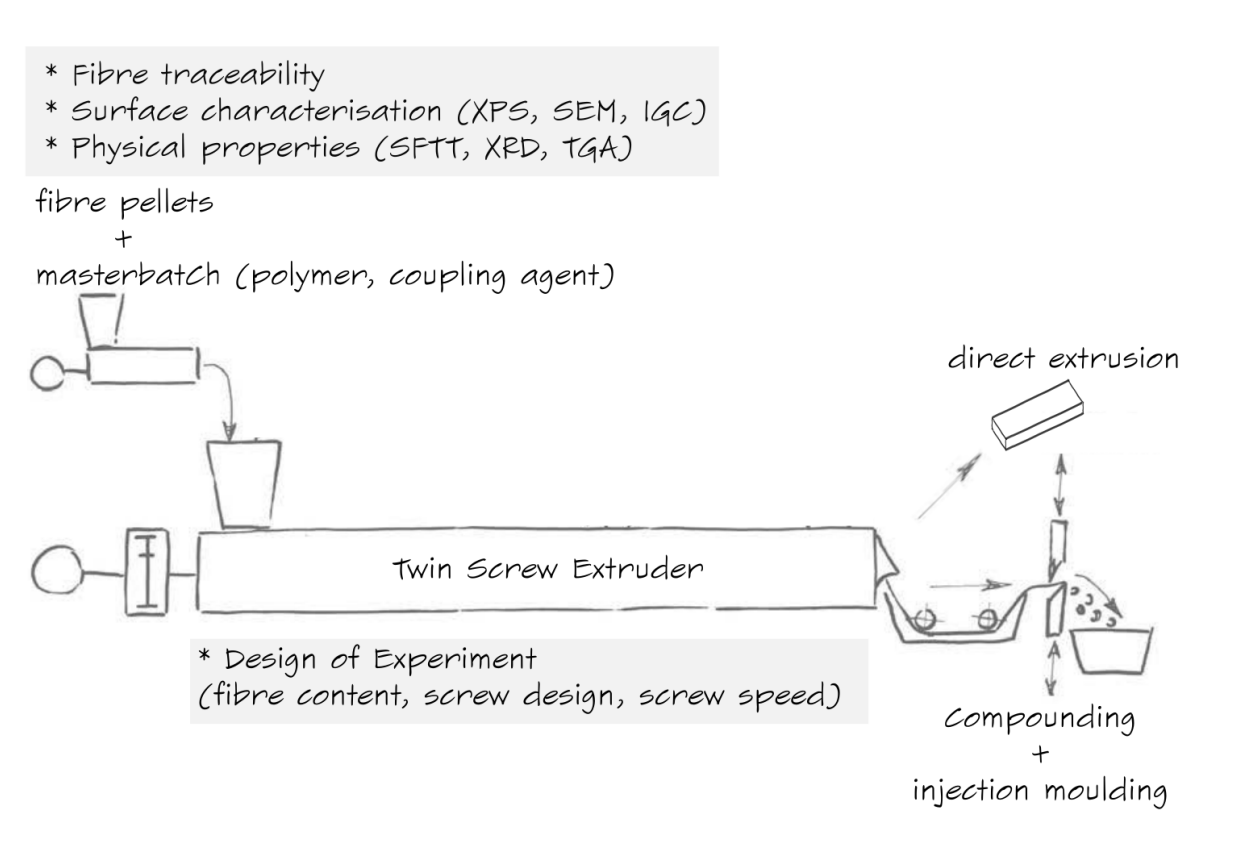 * Fibre traceability
* Surface characterisation (XPS, SEM, IGC)
* Physical properties (SFTT, XRD, TGA)
fibre pellets
+
masterbatch (polymer, coupling agent)
direct extrusion
Twin Screw Extruder
* Design of Experiment
(fibre content, screw design, screw speed)
Compounding
+
injection moulding